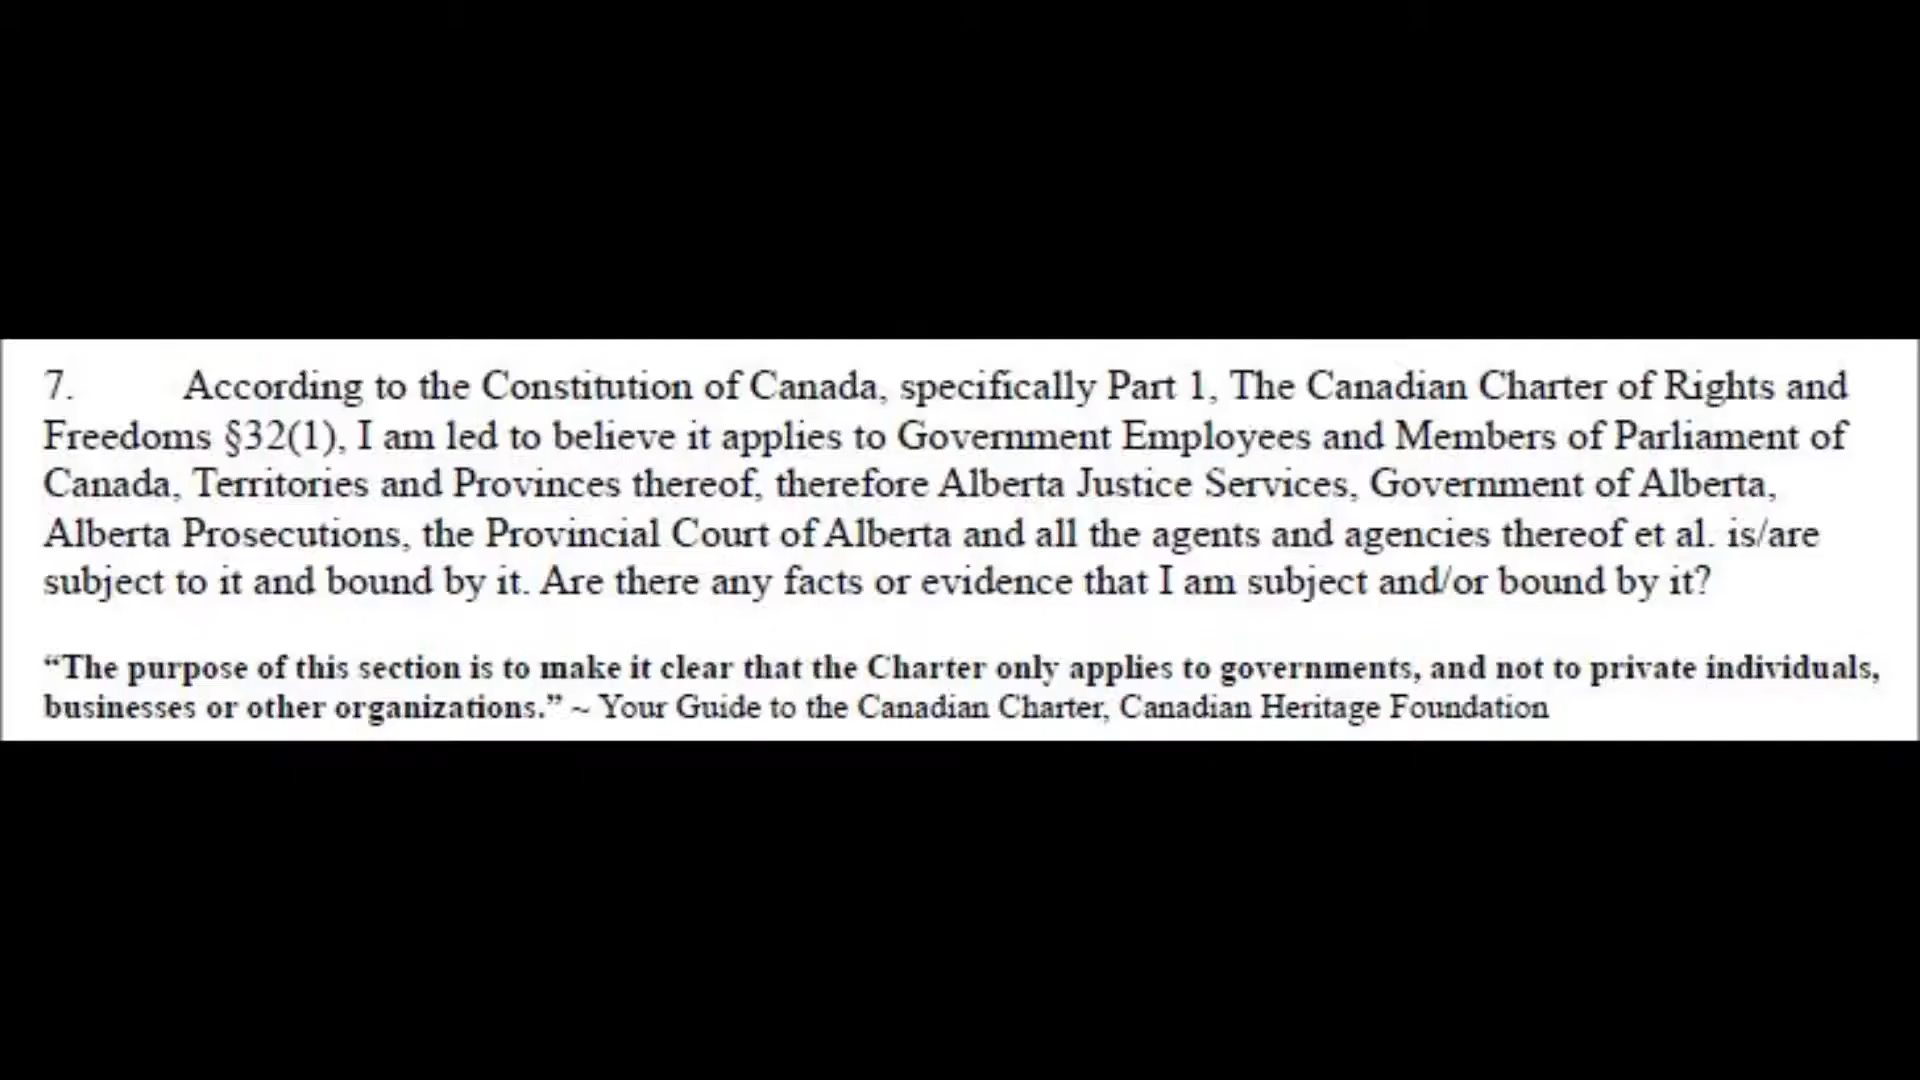 7. According to the Constitution of Canada, specifically Part 1, The Canadian Charter of Rights and
Freedoms §32(1), I am led to believe it applies to Government Employees and Members of Parliament of
Canada, Territories and Provinces thereof, therefore Alberta Justice Services, Government of Alberta,
Alberta Prosecutions, the Provincial Court of Alberta and all the agents and agencies thereof et al. is/are
subject to it and bound by it. Are there any facts or evidence that I am subject and/or bound by it?
“The purpose of this section is to make it clear that the Charter only applies to governments, and not to private individuals,
businesses or other organizations.” ~ Your Guide to the Canadian Charter, Canadian Heritage Foundation